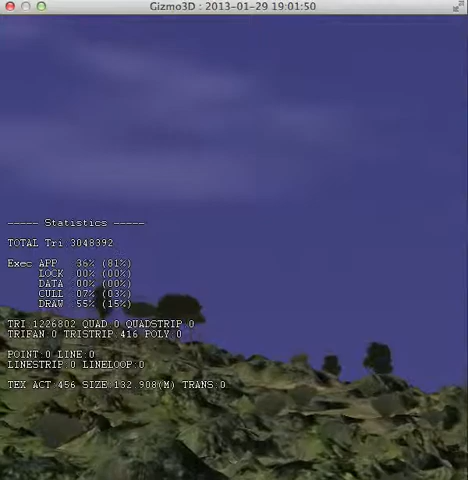 Gizmo3D : 2013-01-29 19:01:50
----- Statistics -----
TOTAL Tri:3048392
Exec APP 36% (81%)
LOCK 00% (00%)
DATA 00% (00%)
CULL 07% (03%)
DRAW 55% (15%)
TRI:1226802 QUAD:0 QUADSTRIP:0
TRIFAN:0 TRISTRIP:416 POLY:0
POINT:0 LINE:0
LINESTRIP:0 LINELOOP:0
TEX ACT:456 SIZE:132.908(M) TRANS:0